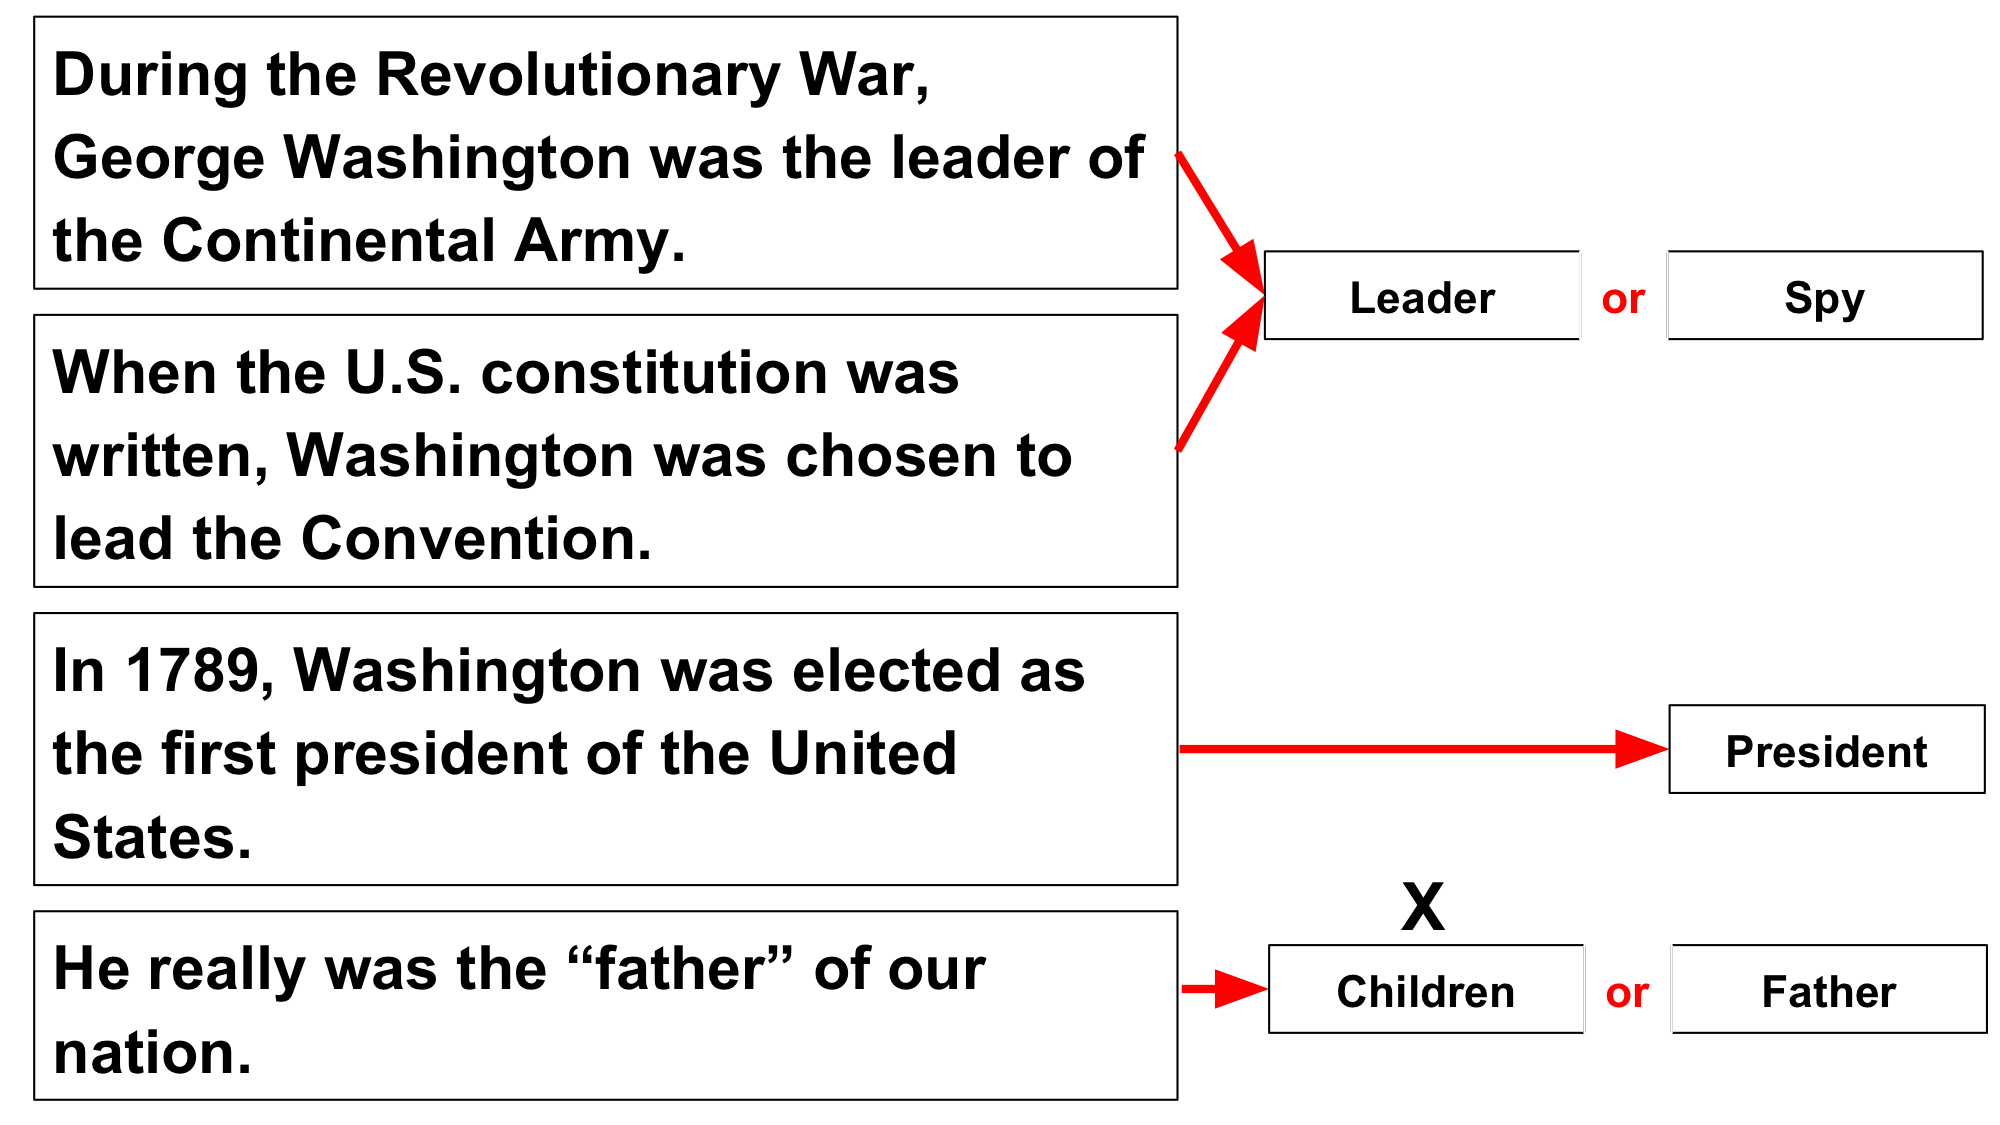 During the Revolutionary War,
George Washington was the leader of
the Continental Army.
Leader or Spy
When the U.S. constitution was
written, Washington was chosen to
lead the Convention.
In 1789, Washington was elected as
the first president of the United
States.
President
X
He really was the “father” of our
nation.
Children or Father